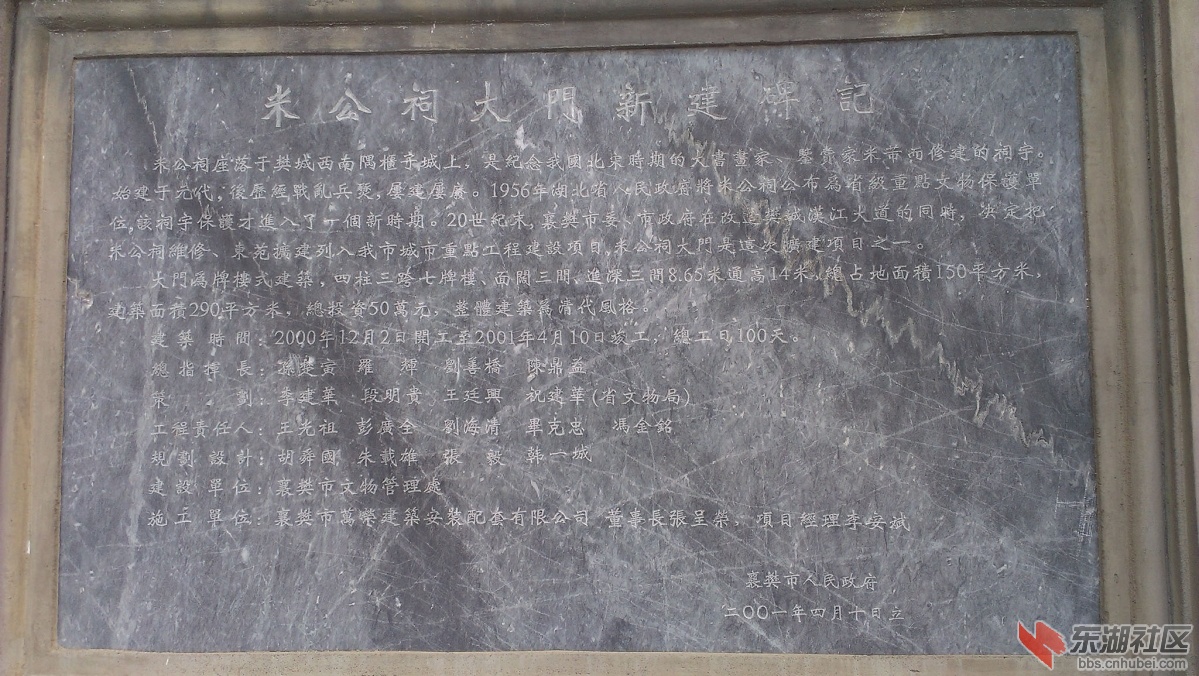 米公祠大門新建碑記
米公祠座落于樊城西南隅櫃子城上，是紀念我國北宋時期的大書畫家、鑒賞家米芾而修建的祠宇。
始建于元代，後歷經戰亂兵燹，屢建屢廢。1956年湖北省人民政府將米公祠公布為省級重點文物保護單
位,該祠宇保護才進入了一個新時期。20世紀末，襄樊市委、市政府在改造樊城漢江大道的同時，决定把
米公祠維修、東苑擴建列入我市城市重點工程建設項目,米公祠大門是這次擴建項目之一。
大門爲牌樓式建築，四柱三跨七牌樓、面闊三間、進深三間8.65米通高14米,總占地面積150平方米，
建築面積290平方米，總投資50萬元，整體建築爲清代風格。
建築時間：2000年12月2日開工至2001年4月10日竣工，總工日100天。
總指揮長：孫楚寅　羅　輝　劉善橋　陳鼎益
策　　劃：李建華　段明貴　王廷興　祝建華(省文物局)
工程責任人：王光祖　彭廣全　劉海清　畢克忠　馮金銘
規劃設計：胡舜國　朱載雄　張　毅　韩一城
建設單位：襄樊市文物管理處
施工單位：襄樊市萬榮建築安裝配套有限公司　董事長張呈榮，項目經理李安斌
襄樊市人民政府
二〇〇一年四月十日立
东湖社区
bbs.cnhubei.com